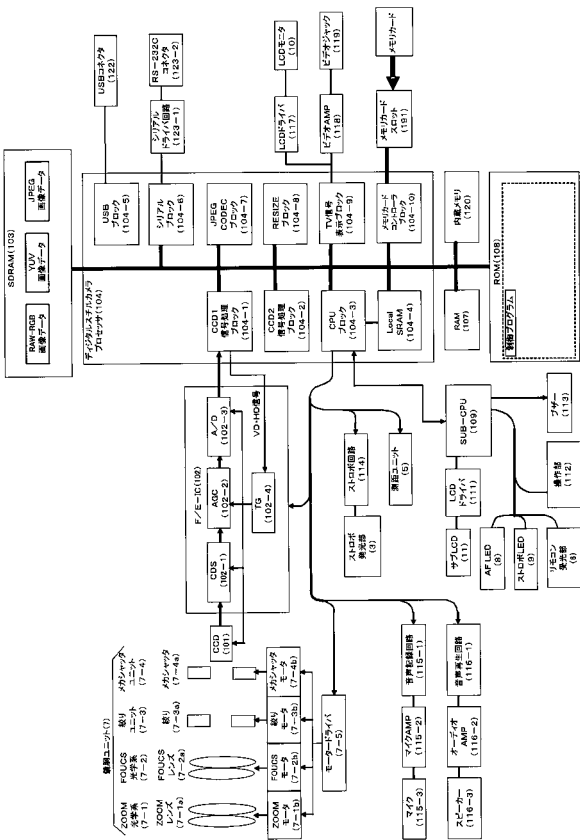 SDRAM(103)
RAW-RGB
画像データ
YUV
画像データ
JPEG
画像データ
ディジタルスチルカメラ
プロセッサ(104)
USBコネクタ
(122)
RS-232C
コネクタ
(123-2)
シリアル
ドライバ回路
(123-1)
USB
ブロック
(104-5)
シリアル
ブロック
(104-6)
JPEG
CODEC
ブロック
(104-7)
RESIZE
ブロック
(104-8)
TV信号
表示ブロック
(104-9)
メモリカード
コントローラ
ブロック
(104-10)
LCDドライバ
(117)
LCDモニタ
(10)
ビデオAMP
(118)
ビデオジャック
(119)
メモリカード
スロット
(191)
メモリカード
CCD1
信号処理
ブロック
(104-1)
CCD2
信号処理
ブロック
(104-2)
CPU
ブロック
(104-3)
Local
SRAM
(104-4)
RAM
(107)
内蔵メモリ
(120)
ROM(108)
制御プログラム
F/E-IC(102)
CDS
(102-1)
AGC
(102-2)
A/D
(102-3)
TG
(102-4)
VD・HD信号
CCD
(101)
鏡胴ユニット(7)
ZOOM
光学系
(7-1)
FOUCS
光学系
(7-2)
絞り
ユニット
(7-3)
メカシャッタ
ユニット
(7-4)
ZOOM
レンズ
(7-1a)
FOUCS
レンズ
(7-2a)
絞り
(7-3a)
メカシャッタ
(7-4a)
ZOOM
モータ
(7-1b)
FOUCS
モータ
(7-2b)
絞り
モータ
(7-3b)
メカシャッタ
モータ
(7-4b)
モータードライバ
(7-5)
ストロボ回路
(114)
ストロボ
発光部
(3)
測距ユニット
(5)
SUB-CPU
(109)
LCD
ドライバ
(111)
サブLCD
(11)
AF LED
(8)
ストロボLED
(9)
リモコン
受光部
(6)
操作部
(112)
ブザー
(113)
音声記録回路
(115-1)
マイクAMP
(115-2)
マイク
(115-3)
音声再生回路
(116-1)
オーディオ
AMP
(116-2)
スピーカー
(116-3)